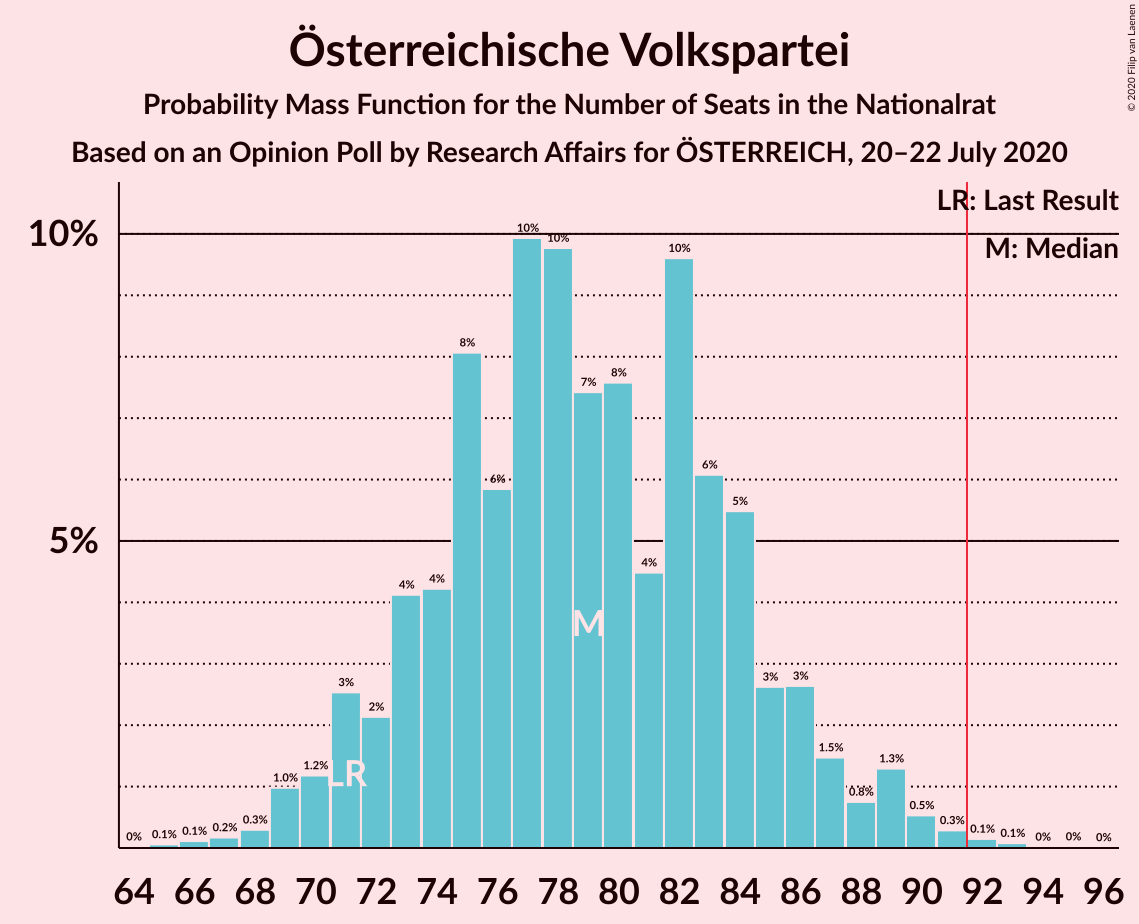 Österreichische Volkspartei
Probability Mass Function for the Number of Seats in the Nationalrat
Based on an Opinion Poll by Research Affairs for ÖSTERREICH, 20–22 July 2020
© 2020 Filip van Laenen
LR: Last Result
M: Median
10%
5%
0% 0.1% 0.1% 0.2% 0.3% 1.0% 1.2% 3% 2% 4% 4% 8% 6% 10% 10% 7% 8% 4% 10% 6% 5% 3% 3% 1.5% 0.8% 1.3% 0.5% 0.3% 0.1% 0.1% 0% 0% 0%
M
LR
64 66 68 70 72 74 76 78 80 82 84 86 88 90 92 94 96